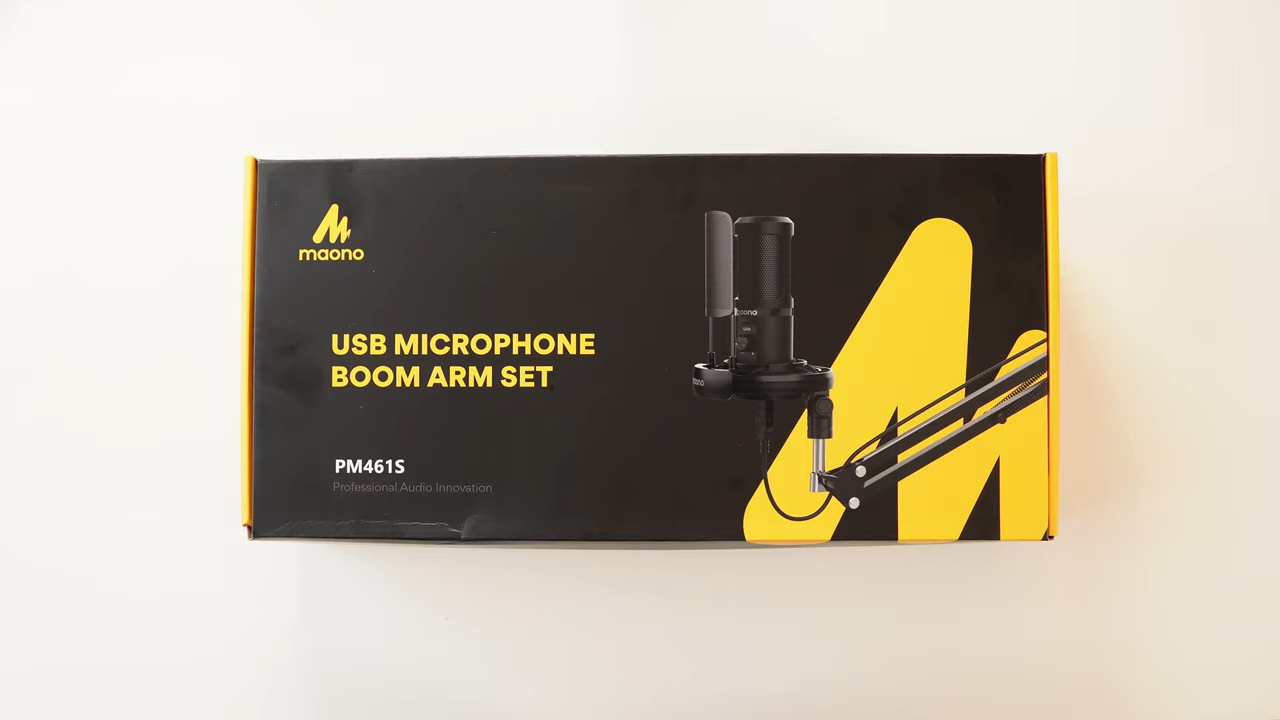 maono
USB MICROPHONE
BOOM ARM SET
PM461S
Professional Audio Innovation